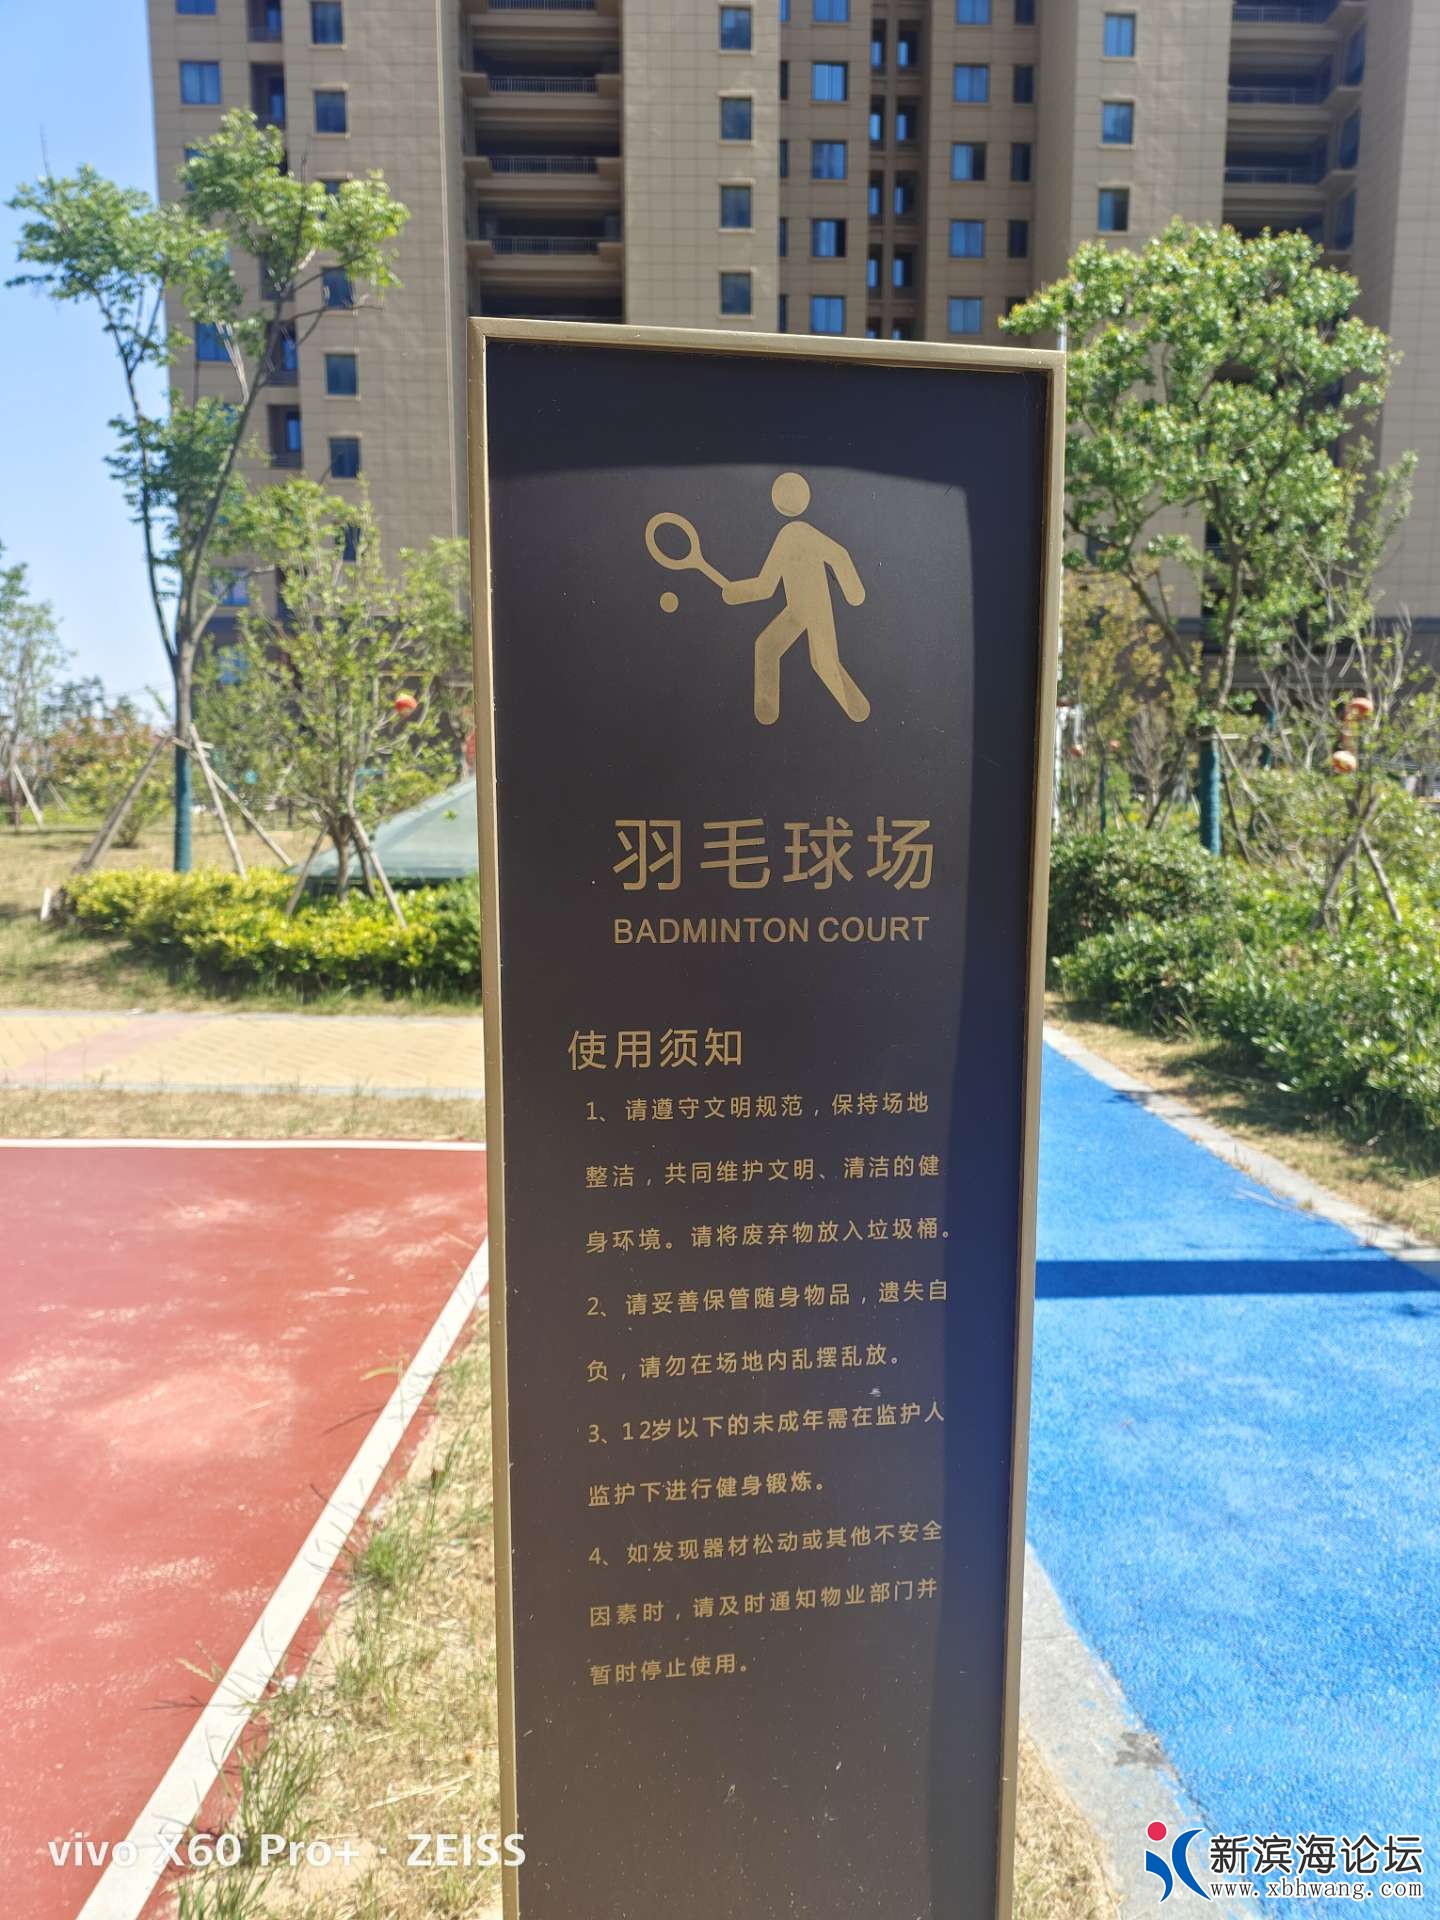 羽毛球场
BADMINTON COURT
使用须知
1、请遵守文明规范，保持场地
整洁，共同维护文明、清洁的健
身环境。请将废弃物放入垃圾桶。
2、请妥善保管随身物品，遗失自
负，请勿在场地内乱摆乱放。
3、12岁以下的未成年需在监护人
监护下进行健身锻炼。
4、如发现器材松动或其他不安全
因素时，请及时通知物业部门并
暂时停止使用。
vivo X60 Pro+ · ZEISS
新滨海论坛
www.xbhwang.com